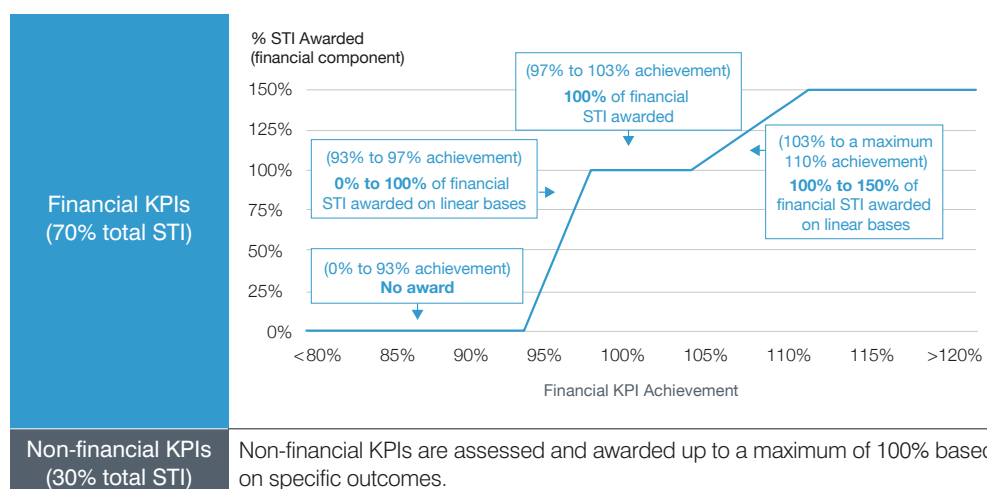 % STI Awarded
(financial component)
150%
125%
100%
75%
50%
25%
0%
(97% to 103% achievement)
100% of financial
STI awarded
(93% to 97% achievement)
0% to 100% of financial
STI awarded on linear bases
(103% to a maximum
110% achievement)
100% to 150% of
financial STI awarded
on linear bases
(0% to 93% achievement)
No award
<80%
85%
90%
95%
100%
105%
110%
115%
>120%
Financial KPI Achievement
Financial KPIs
(70% total STI)
Non-financial KPIs
(30% total STI)
Non-financial KPIs are assessed and awarded up to a maximum of 100% based
on specific outcomes.